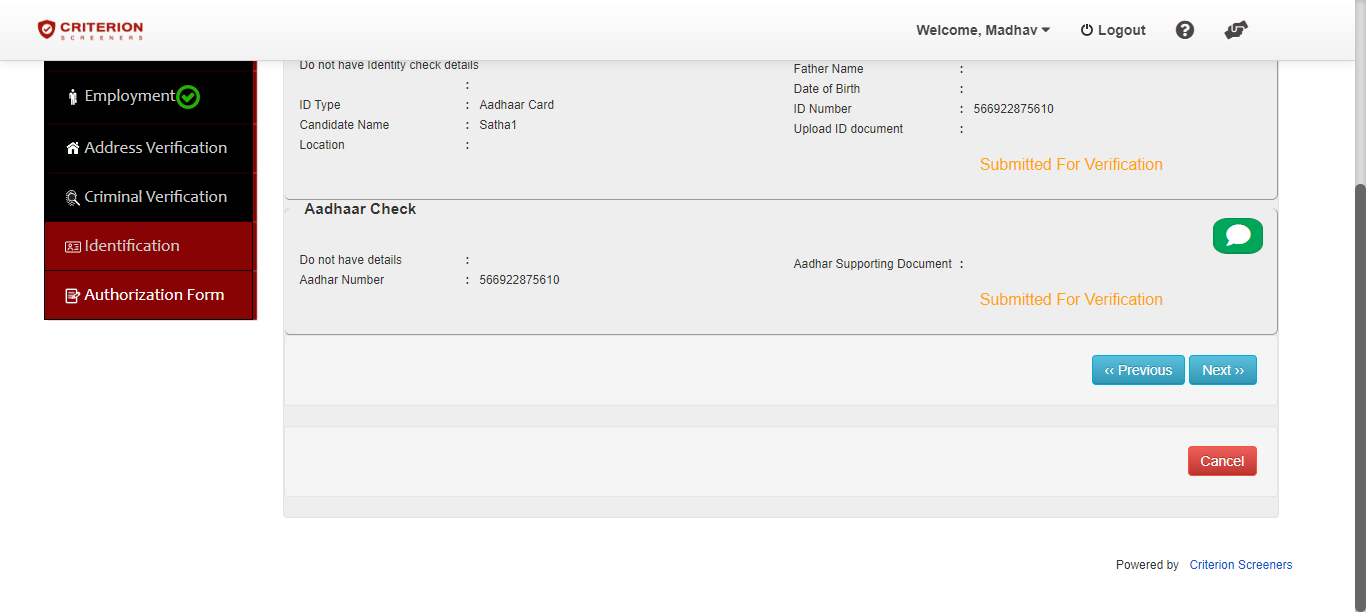 CRITERION
SCREENERS
Welcome, Madhav
Logout
Employment
Address Verification
Criminal Verification
Identification
Authorization Form
Do not have Identity check details
:
ID Type : Aadhaar Card
Candidate Name : Satha1
Location :
Father Name :
Date of Birth :
ID Number : 566922875610
Upload ID document :
Submitted For Verification
Aadhaar Check
Do not have details :
Aadhar Number : 566922875610
Aadhar Supporting Document :
Submitted For Verification
‹‹ Previous
Next ››
Cancel
Powered by Criterion Screeners